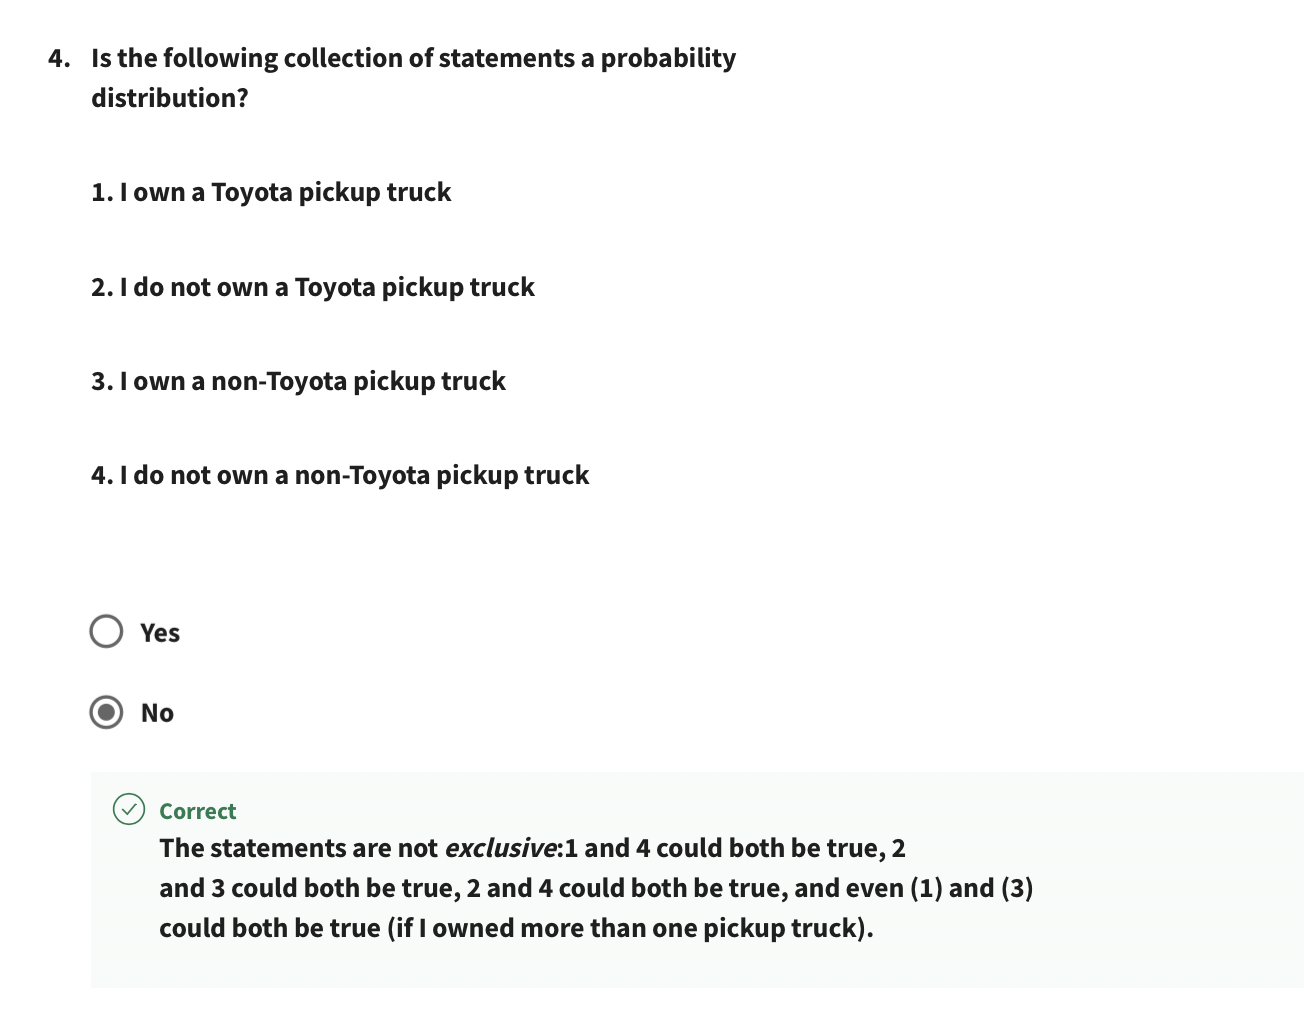 4. Is the following collection of statements a probability
distribution?
1. I own a Toyota pickup truck
2. I do not own a Toyota pickup truck
3. I own a non-Toyota pickup truck
4. I do not own a non-Toyota pickup truck
Yes
No
Correct
The statements are not exclusive:1 and 4 could both be true, 2
and 3 could both be true, 2 and 4 could both be true, and even (1) and (3)
could both be true (if I owned more than one pickup truck).